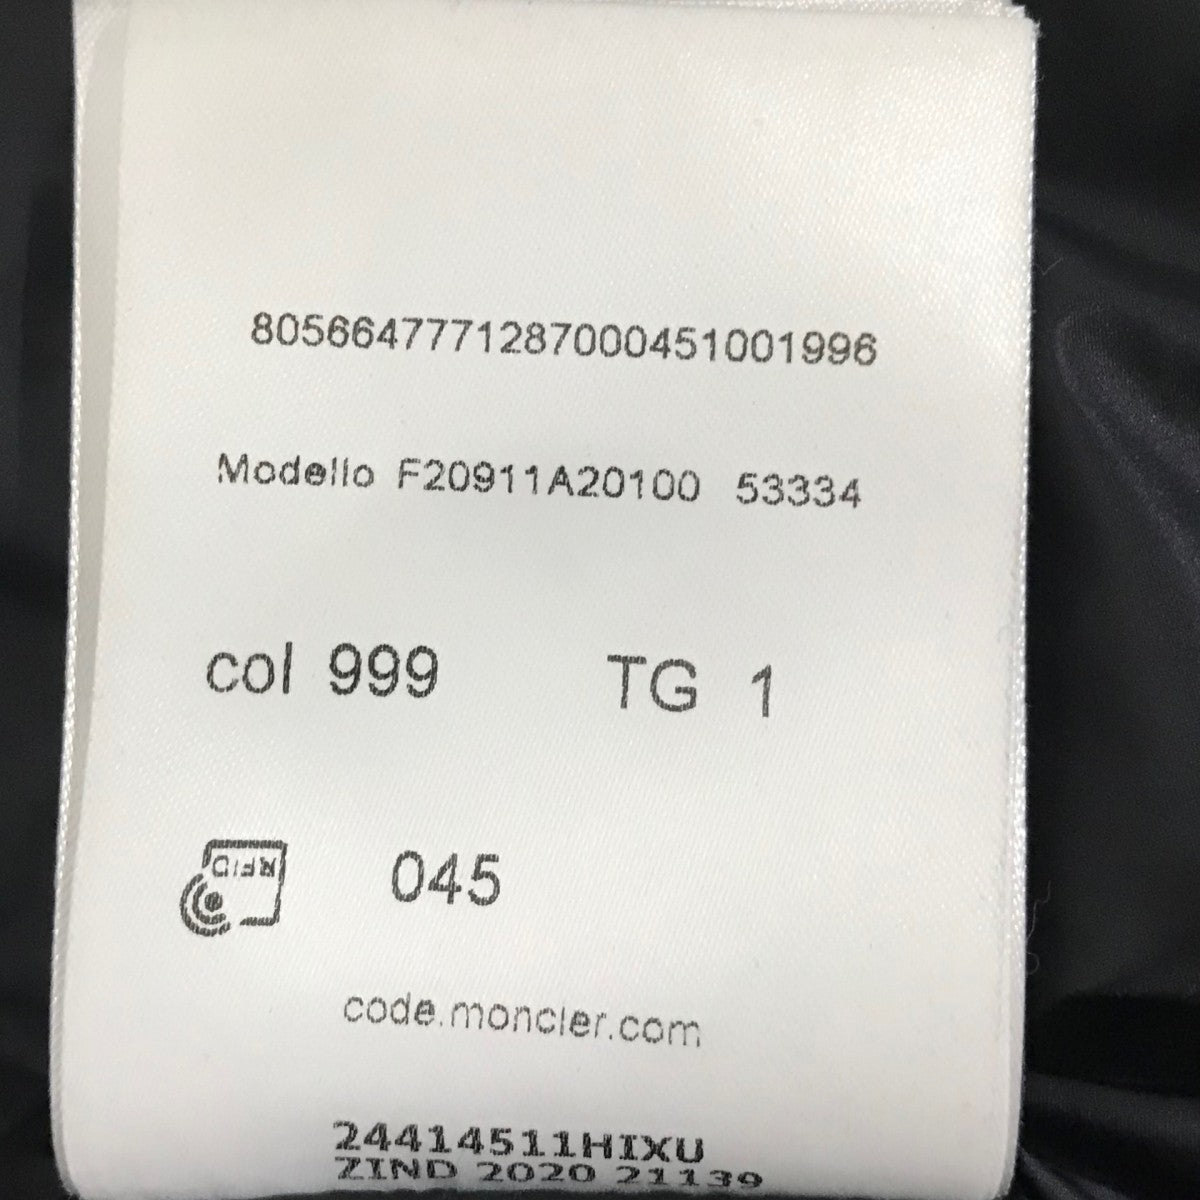 8056647771287000451001996
Modello F20911A20100 53334
col 999 TG 1
RFID 045
code.moncler.com
24414511HIXU
ZIND 2020 21139